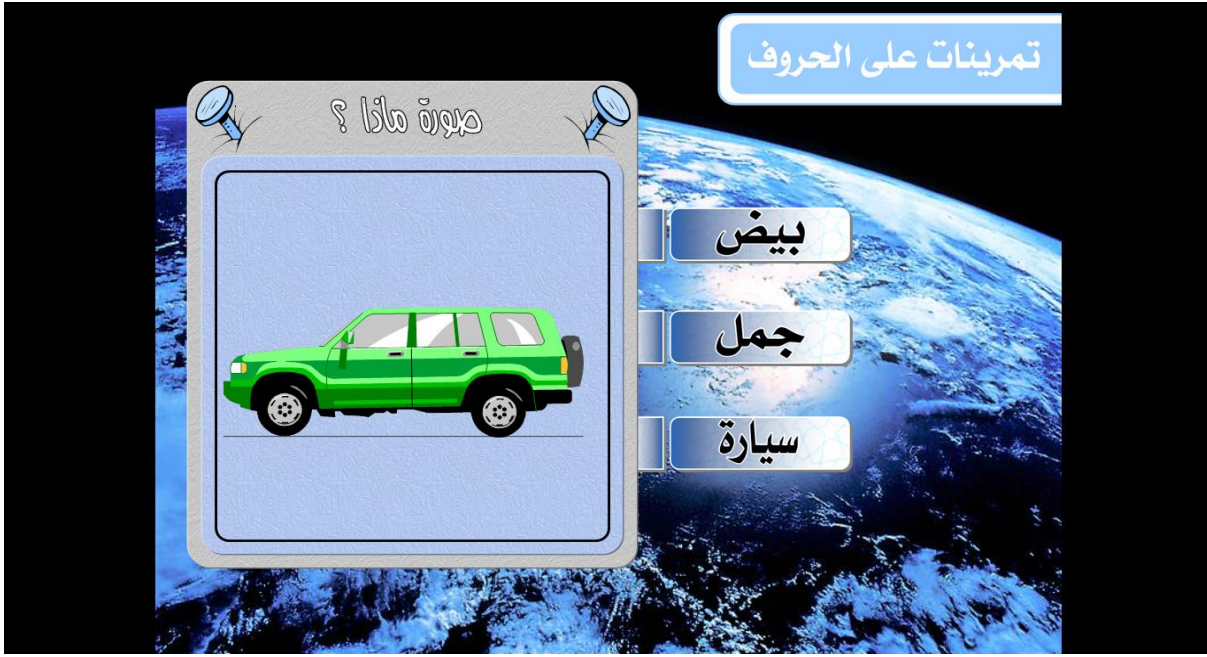 تمرينات على الحروف
صورة ماذا ؟
بيض
جمل
سيارة